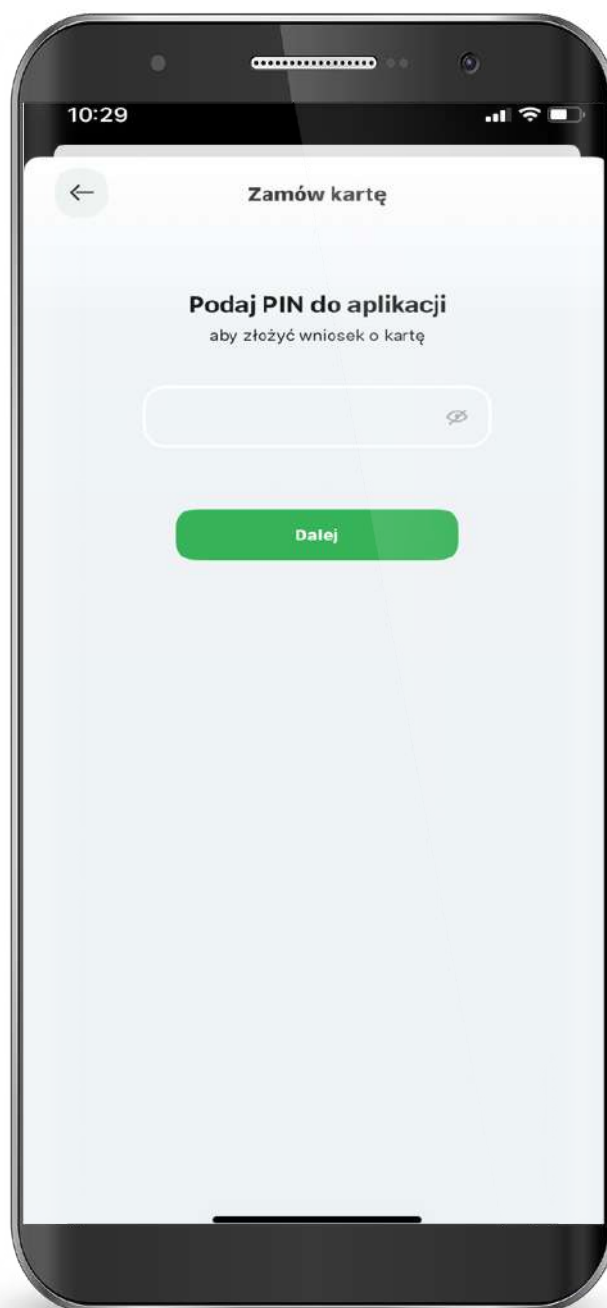 10:29
Zamów kartę
Podaj PIN do aplikacji
aby złożyć wniosek o kartę
Dalej